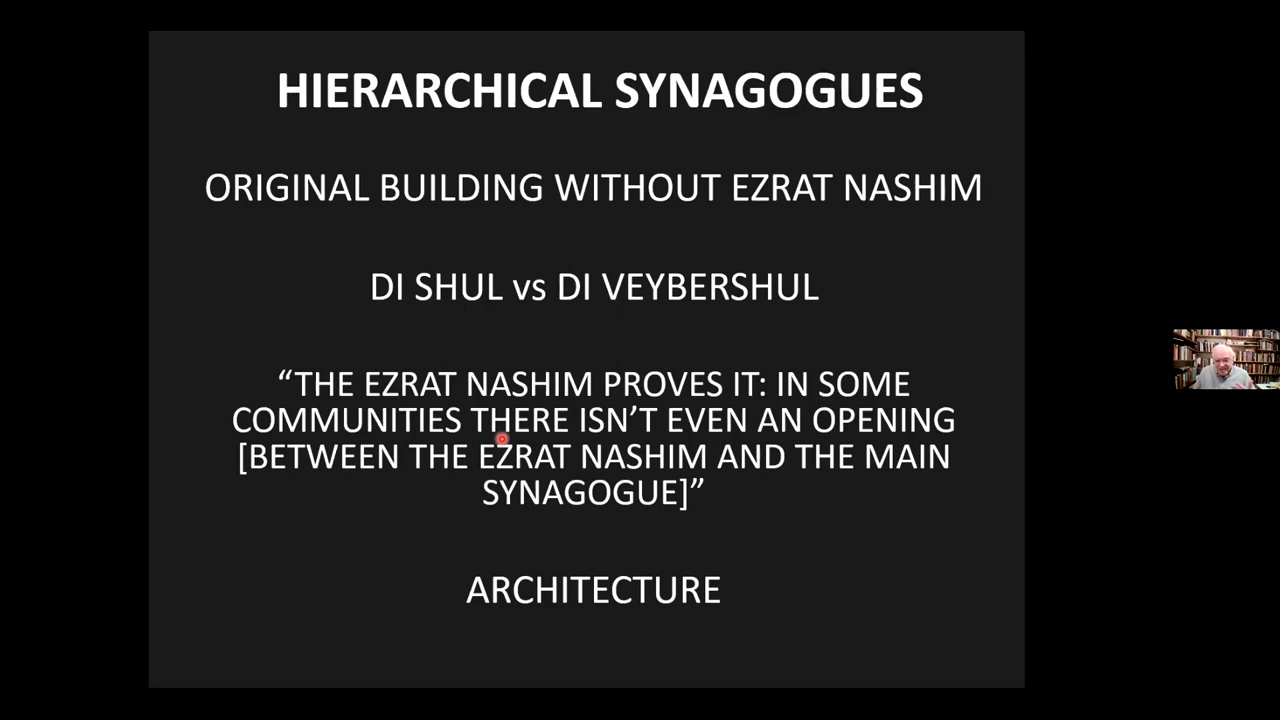 HIERARCHICAL SYNAGOGUES
ORIGINAL BUILDING WITHOUT EZRAT NASHIM
DI SHUL vs DI VEYBERSHUL
“THE EZRAT NASHIM PROVES IT: IN SOME
COMMUNITIES THERE ISN’T EVEN AN OPENING
[BETWEEN THE EZRAT NASHIM AND THE MAIN
SYNAGOGUE]”
ARCHITECTURE